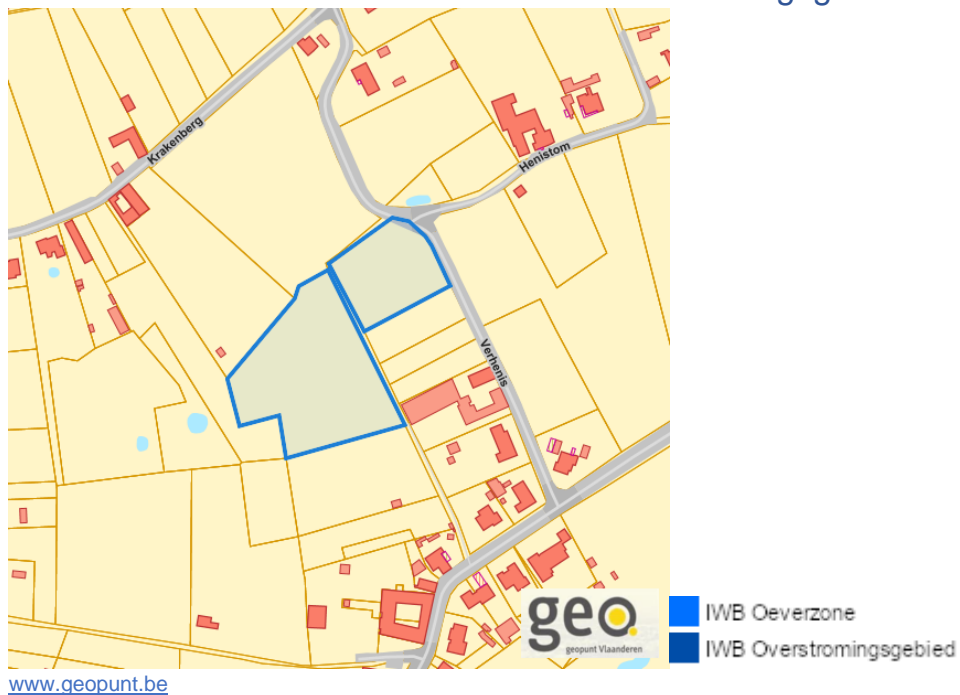 Krakenberg
Henistom
Verhenis
geo.
geopunt Vlaanderen
IWB Oeverzone
IWB Overstromingsgebied
www.geopunt.be